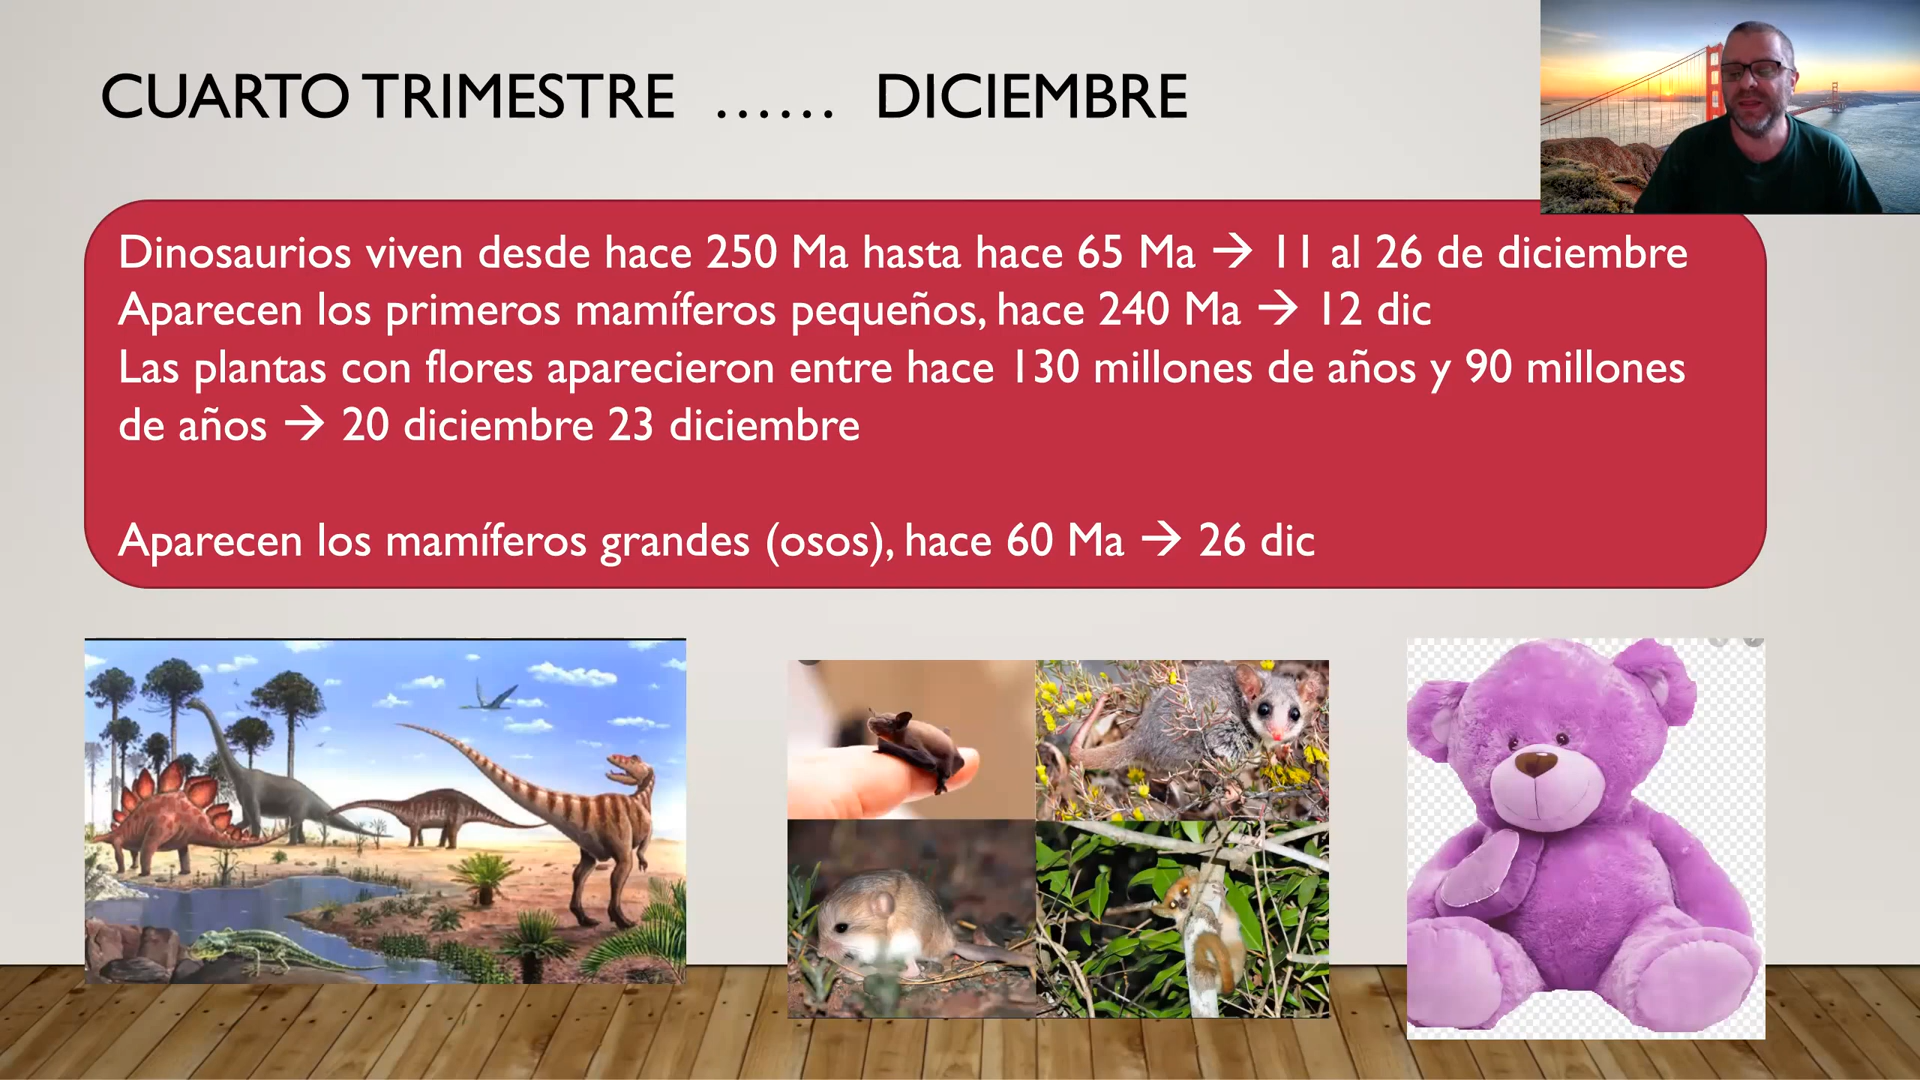 CUARTO TRIMESTRE ...... DICIEMBRE
Dinosaurios viven desde hace 250 Ma hasta hace 65 Ma → 11 al 26 de diciembre
Aparecen los primeros mamíferos pequeños, hace 240 Ma → 12 dic
Las plantas con flores aparecieron entre hace 130 millones de años y 90 millones
de años → 20 diciembre 23 diciembre
Aparecen los mamíferos grandes (osos), hace 60 Ma → 26 dic